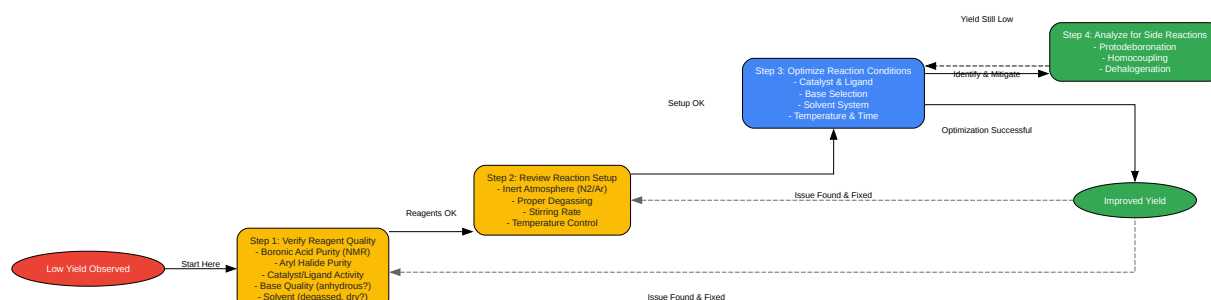 Yield Still Low
Step 4: Analyze for Side Reactions
- Protodeboronation
- Homocoupling
- Dehalogenation
Identify & Mitigate
Step 3: Optimize Reaction Conditions
- Catalyst & Ligand
- Base Selection
- Solvent System
- Temperature & Time
Setup OK
Optimization Successful
Step 2: Review Reaction Setup
- Inert Atmosphere (N2/Ar)
- Proper Degassing
- Stirring Rate
- Temperature Control
Issue Found & Fixed
Improved Yield
Reagents OK
Step 1: Verify Reagent Quality
- Boronic Acid Purity (NMR)
- Aryl Halide Purity
- Catalyst/Ligand Activity
- Base Quality (anhydrous?)
- Solvent (degassed, dry?)
Low Yield Observed
Start Here
Issue Found & Fixed